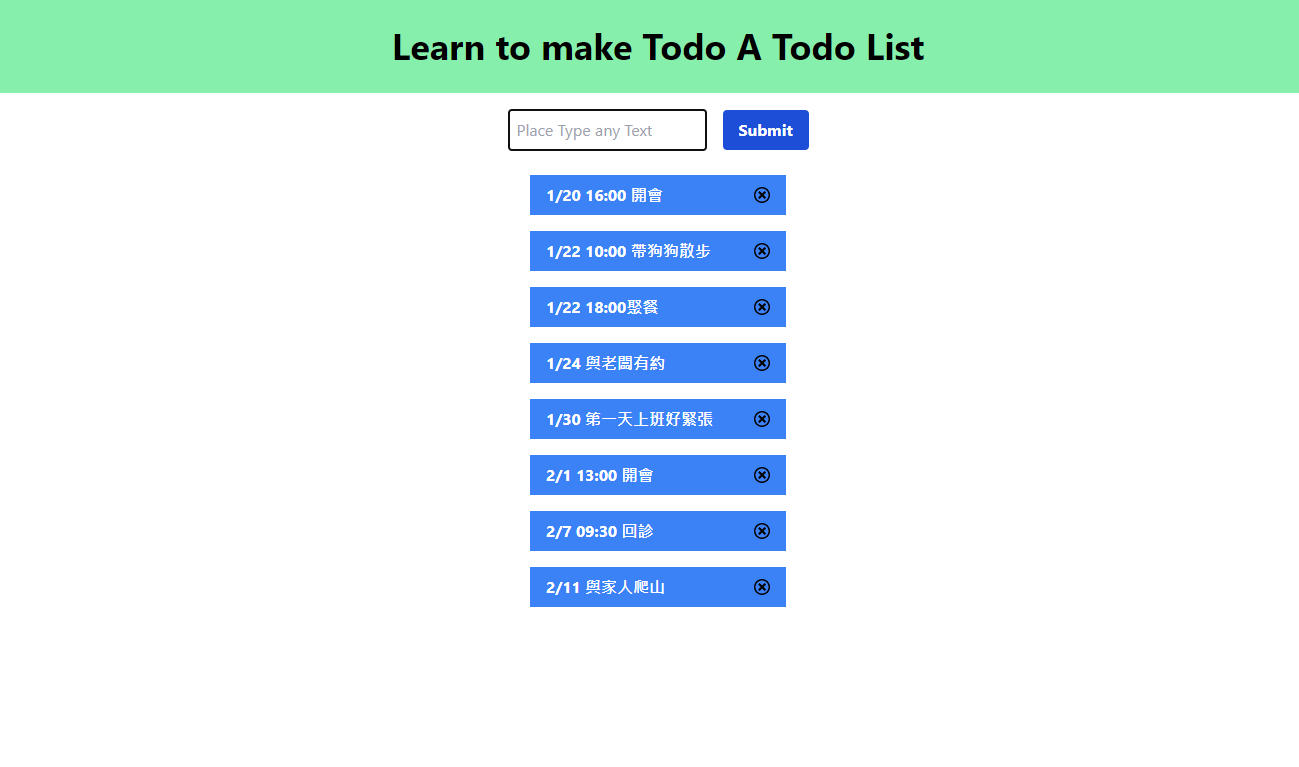 Learn to make Todo A Todo List
Place Type any Text
Submit
1/20 16:00 開會
1/22 10:00 帶狗狗散步
1/22 18:00聚餐
1/24 與老闆有約
1/30 第一天上班好緊張
2/1 13:00 開會
2/7 09:30 回診
2/11 與家人爬山